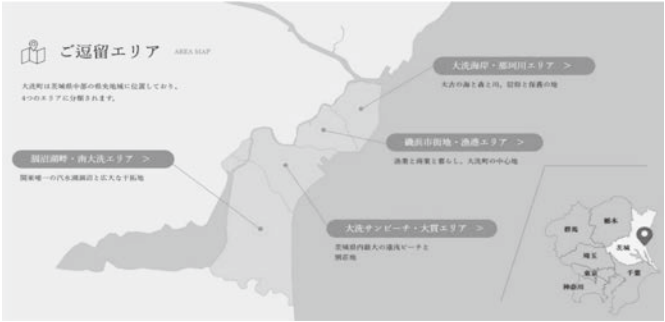 ご逗留エリア
AREA MAP
大洗町は茨城県中部の県央地域に位置しており、
4つのエリアに分類されます。
大洗海岸・那珂川エリア >
太古の海と森と川。信仰と保養の地
磯浜市街地・漁港エリア >
漁業と商業と暮らし、大洗町の中心地
涸沼湖畔・南大洗エリア >
関東唯一の汽水湖涸沼と広大な干拓地
大洗サンビーチ・大貫エリア >
茨城県内最大の遠浅ビーチと
別荘地
栃木
群馬
茨城
埼玉
東京
千葉
神奈川